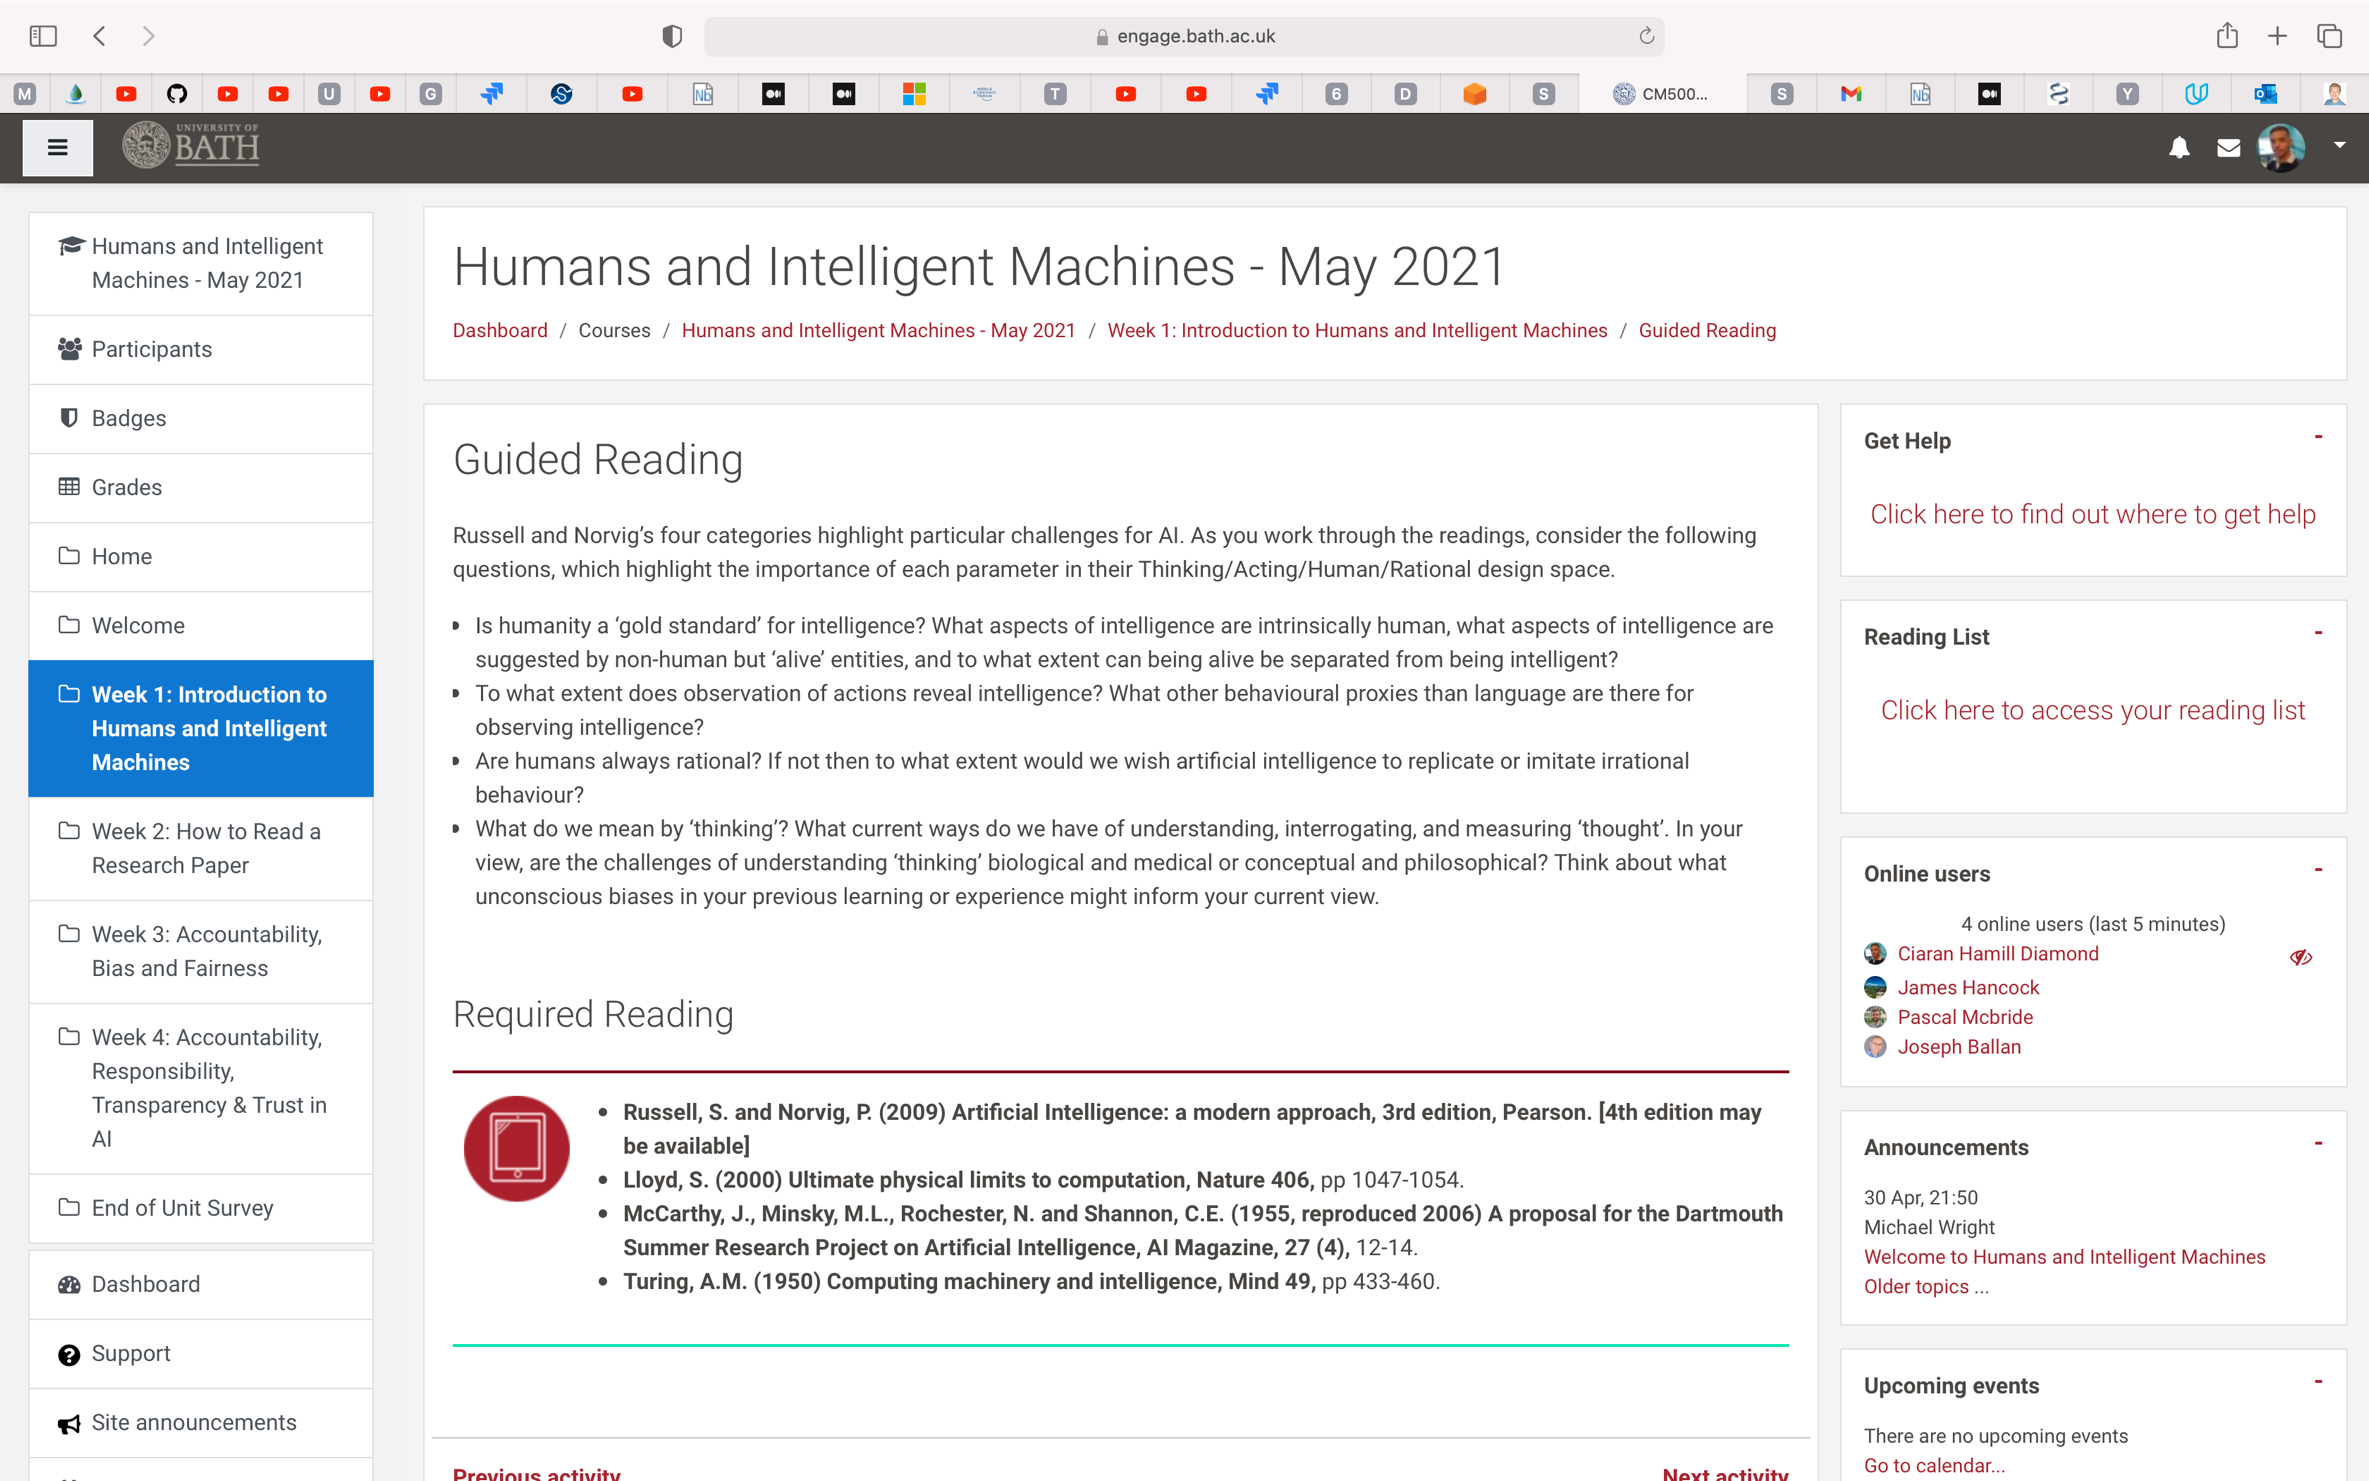 engage.bath.ac.uk
M
U
G
Nb
WORLD
ECONOMIC
FORUM
T
6
D
S
CM500...
S
Nb
Y
UNIVERSITY OF
BATH
Humans and Intelligent
Machines - May 2021
Participants
Badges
Grades
Home
Welcome
Week 1: Introduction to
Humans and Intelligent
Machines
Week 2: How to Read a
Research Paper
Week 3: Accountability,
Bias and Fairness
Week 4: Accountability,
Responsibility,
Transparency & Trust in
AI
End of Unit Survey
Dashboard
Support
Site announcements
Humans and Intelligent Machines - May 2021
Dashboard / Courses / Humans and Intelligent Machines - May 2021 / Week 1: Introduction to Humans and Intelligent Machines / Guided Reading
Guided Reading
Russell and Norvig’s four categories highlight particular challenges for AI. As you work through the readings, consider the following
questions, which highlight the importance of each parameter in their Thinking/Acting/Human/Rational design space.
• Is humanity a ‘gold standard’ for intelligence? What aspects of intelligence are intrinsically human, what aspects of intelligence are
suggested by non-human but ‘alive’ entities, and to what extent can being alive be separated from being intelligent?
• To what extent does observation of actions reveal intelligence? What other behavioural proxies than language are there for
observing intelligence?
• Are humans always rational? If not then to what extent would we wish artificial intelligence to replicate or imitate irrational
behaviour?
• What do we mean by ‘thinking’? What current ways do we have of understanding, interrogating, and measuring ‘thought’. In your
view, are the challenges of understanding ‘thinking’ biological and medical or conceptual and philosophical? Think about what
unconscious biases in your previous learning or experience might inform your current view.
Required Reading
• Russell, S. and Norvig, P. (2009) Artificial Intelligence: a modern approach, 3rd edition, Pearson. [4th edition may
be available]
• Lloyd, S. (2000) Ultimate physical limits to computation, Nature 406, pp 1047-1054.
• McCarthy, J., Minsky, M.L., Rochester, N. and Shannon, C.E. (1955, reproduced 2006) A proposal for the Dartmouth
Summer Research Project on Artificial Intelligence, AI Magazine, 27 (4), 12-14.
• Turing, A.M. (1950) Computing machinery and intelligence, Mind 49, pp 433-460.
Previous activity
Next activity
Get Help
Click here to find out where to get help
Reading List
Click here to access your reading list
Online users
4 online users (last 5 minutes)
Ciaran Hamill Diamond
James Hancock
Pascal Mcbride
Joseph Ballan
Announcements
30 Apr, 21:50
Michael Wright
Welcome to Humans and Intelligent Machines
Older topics ...
Upcoming events
There are no upcoming events
Go to calendar...